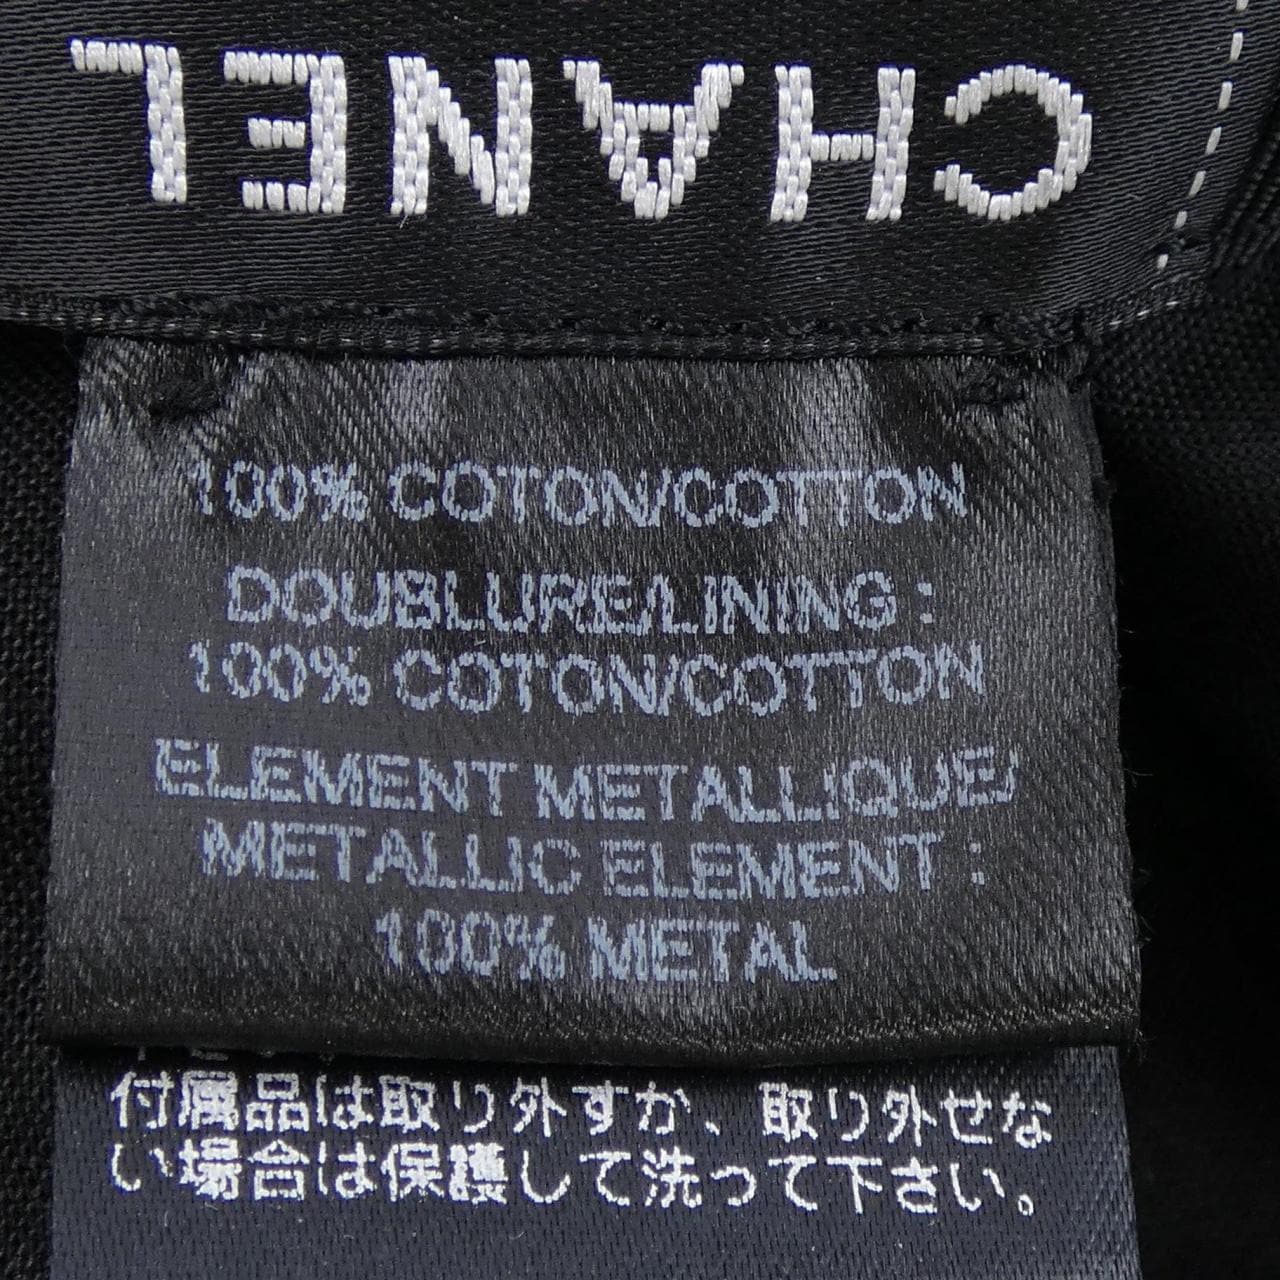 CHANEL
100% COTON/COTTON
DOUBLURE/LINING :
100% COTON/COTTON
ELEMENT METALLIQUE/
METALLIC ELEMENT :
100% METAL
付属品は取り外すか、取り外せな
い場合は保護して洗って下さい。